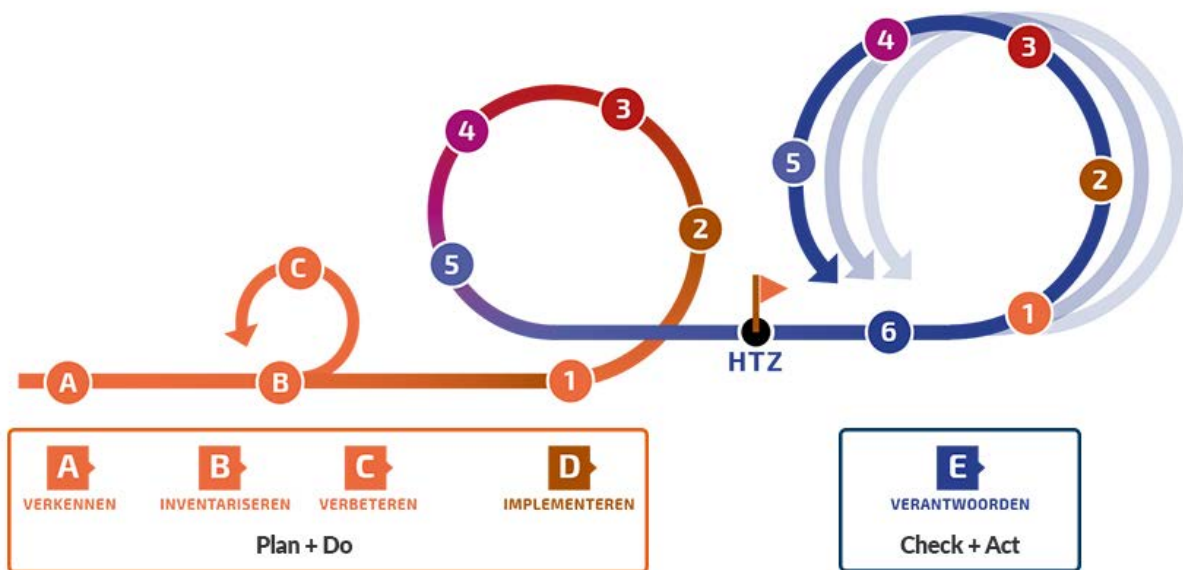 4
3
2
5
C
A
B
1
HTZ
4
3
2
5
6
1
A
B
C
D
VERKENNEN
INVENTARISEREN
VERBETEREN
IMPLEMENTEREN
Plan + Do
E
VERANTWOORDEN
Check + Act